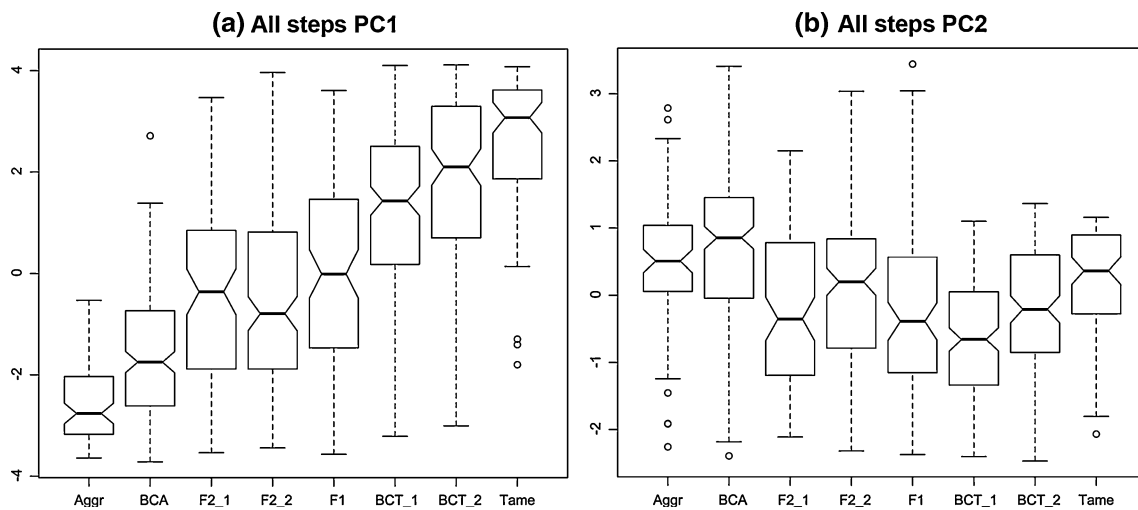 (a) All steps PC1
4
2
0
-2
-4
Aggr BCA F2_1 F2_2 F1 BCT_1 BCT_2 Tame
(b) All steps PC2
3
2
1
0
-1
-2
Aggr BCA F2_1 F2_2 F1 BCT_1 BCT_2 Tame